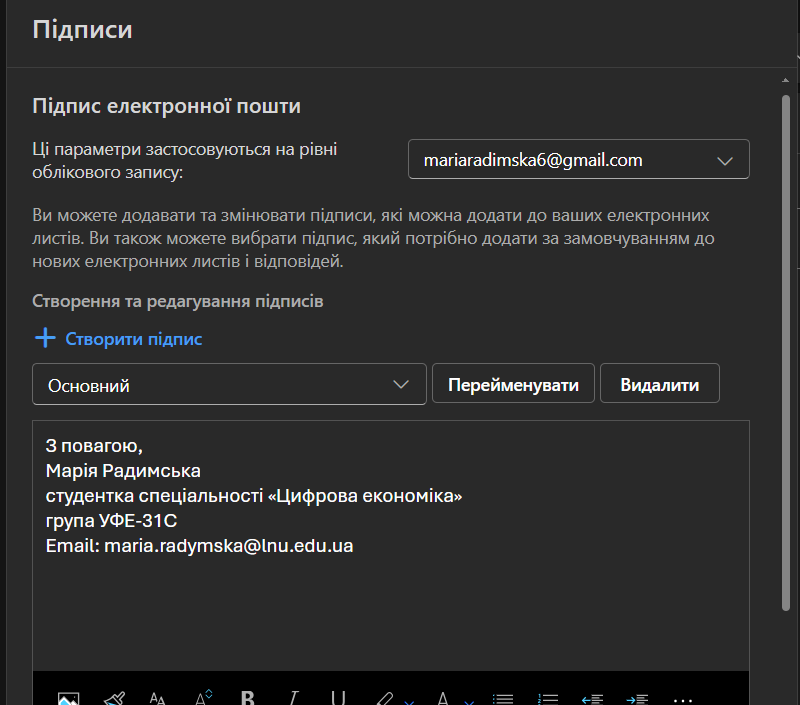 Підписи
Підпис електронної пошти
Ці параметри застосовуються на рівні
облікового запису:
mariaradimska6@gmail.com
Ви можете додавати та змінювати підписи, які можна додати до ваших електронних
листів. Ви також можете вибрати підпис, який потрібно додати за замовчуванням до
нових електронних листів і відповідей.
Створення та редагування підписів
Створити підпис
Основний
Перейменувати
Видалити
З повагою,
Марія Радимська
студентка спеціальності «Цифрова економіка»
група УФЕ-31С
Email: maria.radymska@lnu.edu.ua